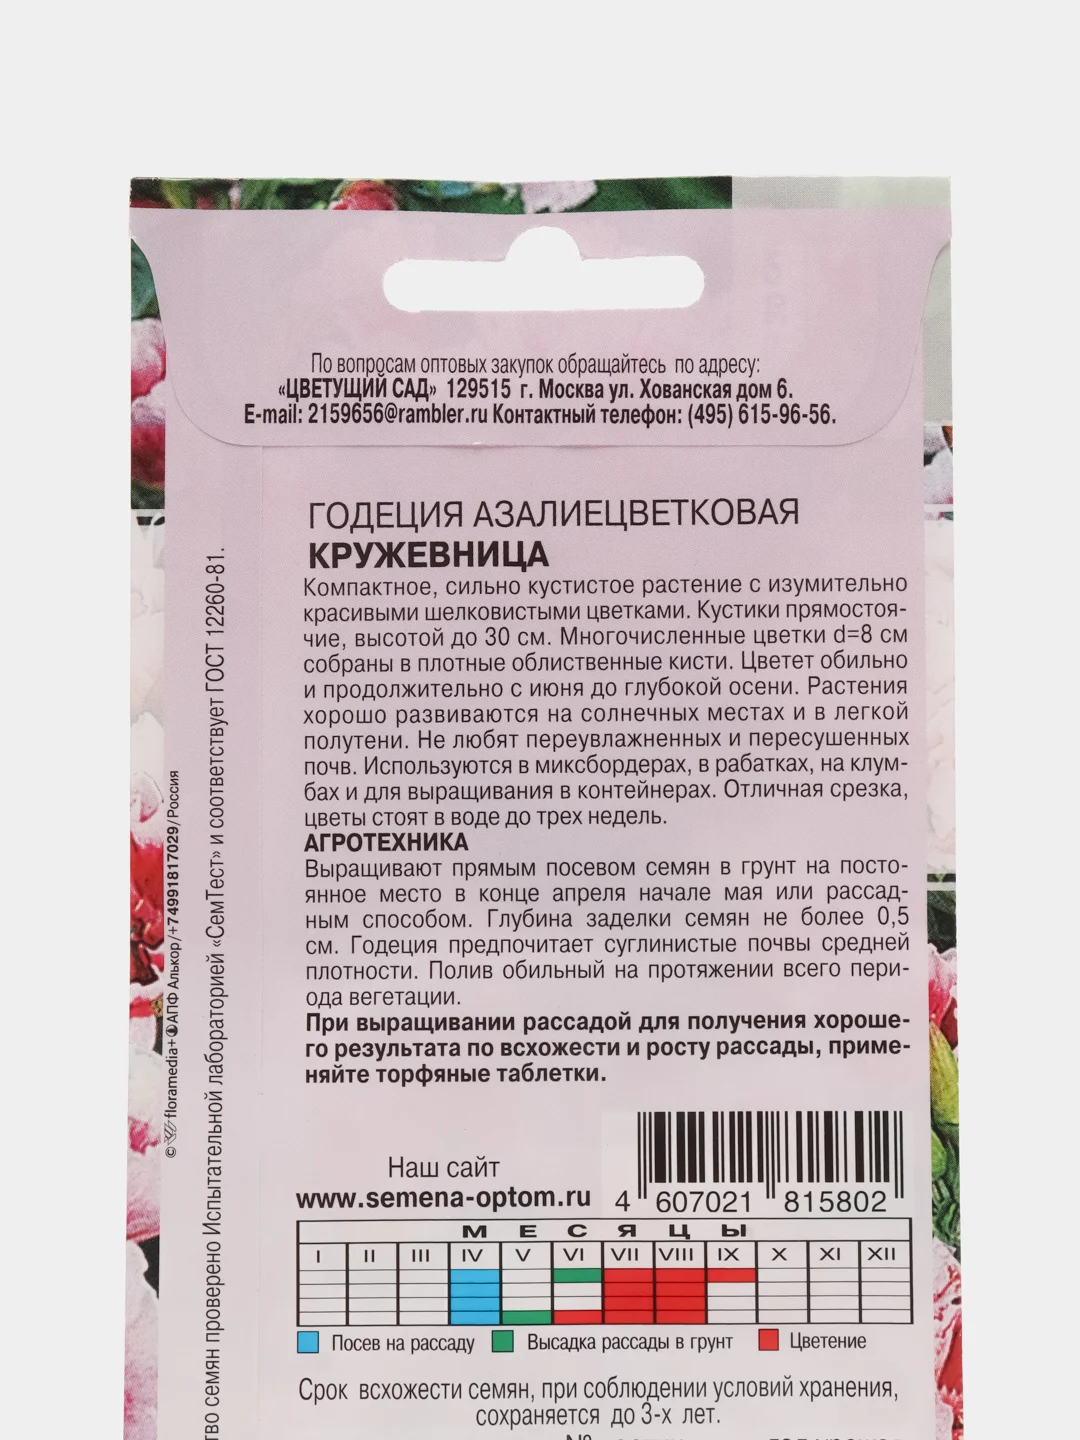 По вопросам оптовых закупок обращайтесь по адресу:
«ЦВЕТУЩИЙ САД» 129515 г. Москва ул. Хованская дом 6.
E-mail: 2159656@rambler.ru Контактный телефон: (495) 615-96-56.
ГОДЕЦИЯ АЗАЛИЕЦВЕТКОВАЯ
КРУЖЕВНИЦА
Компактное, сильно кустистое растение с изумительно
красивыми шелковистыми цветками. Кустики прямостоя-
чие, высотой до 30 см. Многочисленные цветки d=8 см
собраны в плотные облиственные кисти. Цветет обильно
и продолжительно с июня до глубокой осени. Растения
хорошо развиваются на солнечных местах и в легкой
полутени. Не любят переувлажненных и пересушенных
почв. Используются в миксбордерах, в рабатках, на клум-
бах и для выращивания в контейнерах. Отличная срезка,
цветы стоят в воде до трех недель.
АГРОТЕХНИКА
Выращивают прямым посевом семян в грунт на посто-
янное место в конце апреля начале мая или рассад-
ным способом. Глубина заделки семян не более 0,5
см. Годеция предпочитает суглинистые почвы средней
плотности. Полив обильный на протяжении всего пери-
ода вегетации.
При выращивании рассадой для получения хороше-
го результата по всхожести и росту рассады, приме-
няйте торфяные таблетки.
Наш сайт
www.semena-optom.ru
4 607021 815802
МЕСЯЦЫ
I II III IV V VI VII VIII IX X XI XII
Посев на рассаду Высадка рассады в грунт Цветение
Срок всхожести семян, при соблюдении условий хранения,
сохраняется до 3-х лет.
тво семян проверено Испытательной лабораторией «СемТест» и соответствует ГОСТ 12260-81.
© floramedia+ АПФ Алькор/+74991817029/Россия